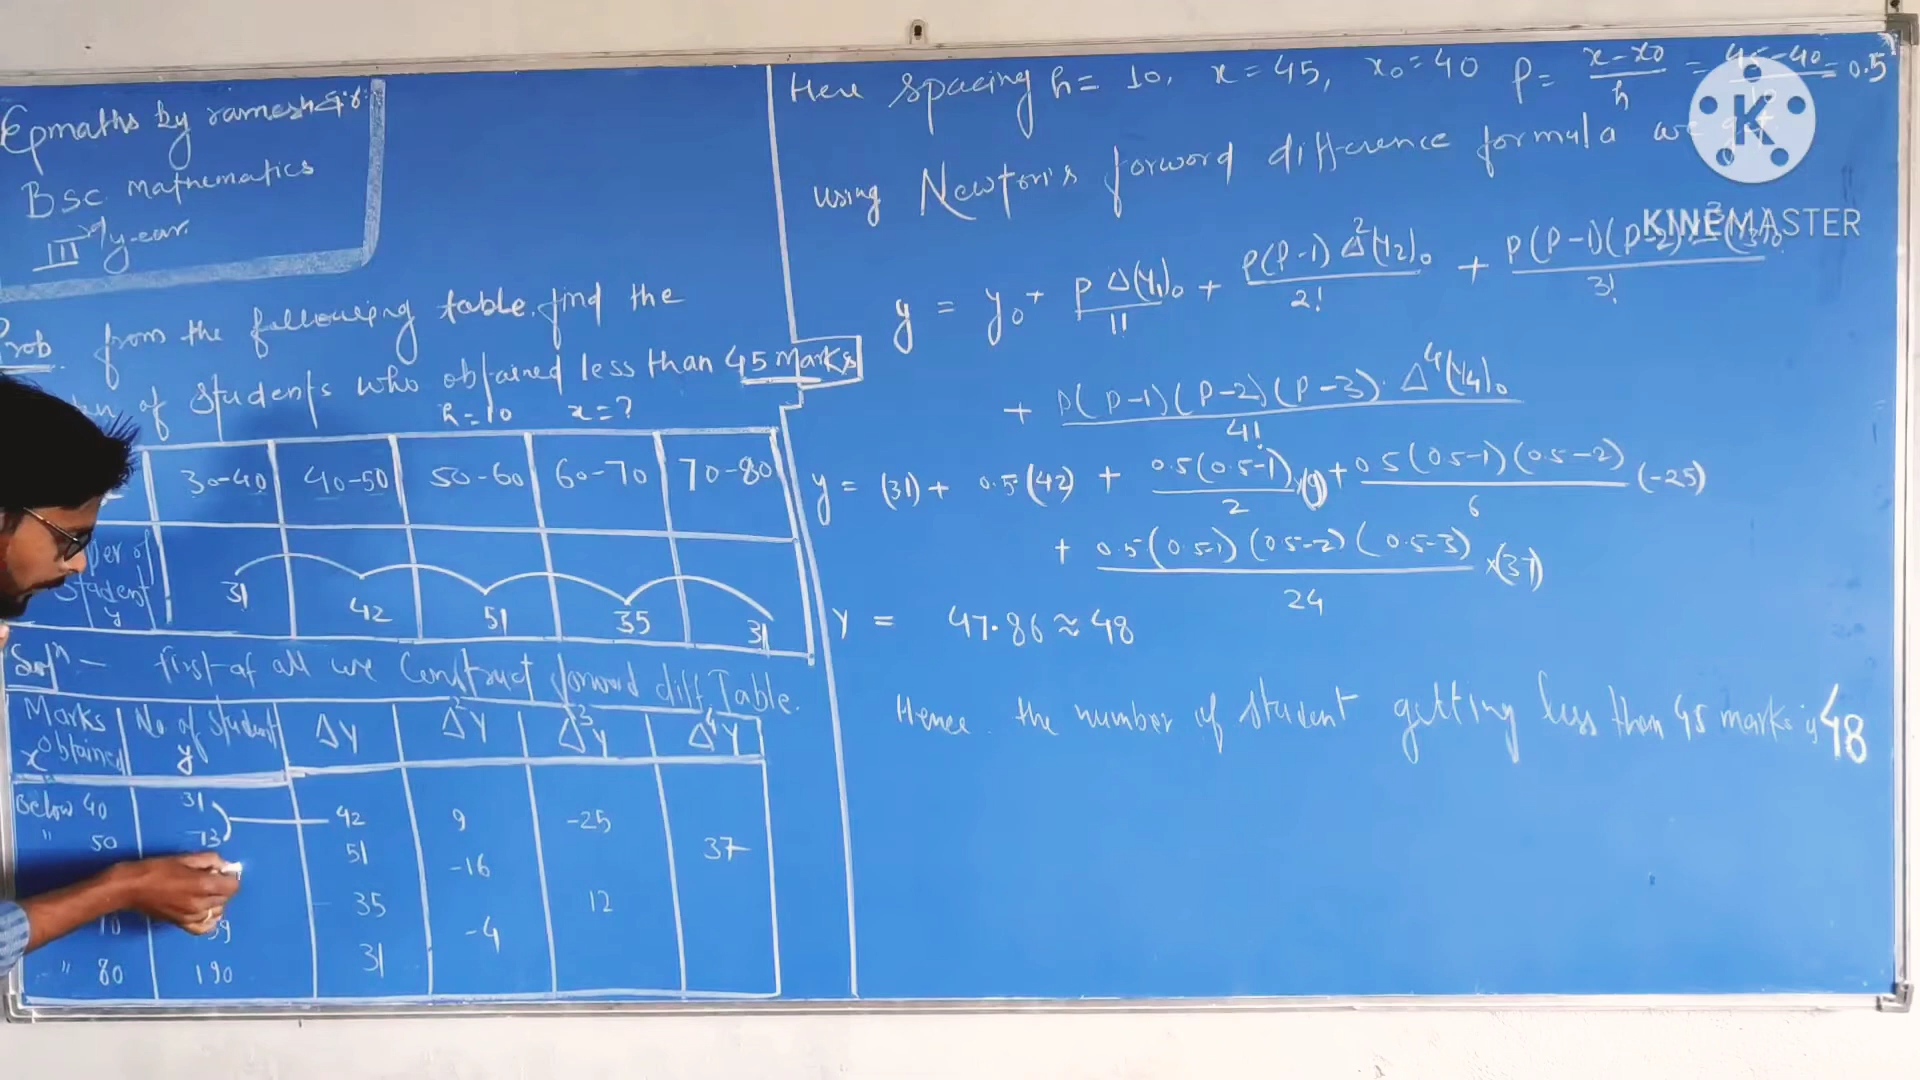 Epmaths by ramesh sir
BSc. Mathematics
III yr year.
Prob. from the following table find the
of students who obtained less than 45 marks
h=10 x=?
30-40 40-50 50-60 60-70 70-80
Student
y
31 42 51 35 31
Soln - first of all we Construct forward diff. Table.
Marks obtained x No of student y Δy Δ²y Δ³y Δ⁴y
Below 40 31 42 9 -25
" 50 73 51 -16 37
35 12
-4
" 80 190 31
Here spacing h= 10, x=45, x0=40 p= x-x0/h = 45-40/10 = 0.5
using Newton's forward difference formula we get
y = y₀ + p Δ(y₁)₀/1! + p(p-1) Δ²(y₂)₀/2! + p(p-1)(p-2) Δ³(y₃)₀/3!
+ p(p-1)(p-2)(p-3). Δ⁴(y₄)₀/4!
y = (31) + 0.5(42) + 0.5(0.5-1)/2 ×(9) + 0.5(0.5-1)(0.5-2)/6 (-25)
+ 0.5(0.5-1)(0.5-2)(0.5-3)/24 ×(37)
Y = 47.86 ≈ 48
Hence the number of student getting less than 45 marks is 48
K
KINEMASTER